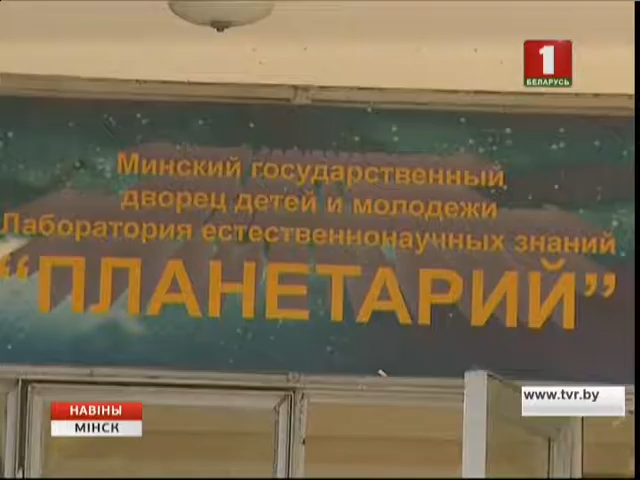 1
БЕЛАРУСЬ
Минский государственный
дворец детей и молодежи
Лаборатория естественнонаучных знаний
“ПЛАНЕТАРИЙ”
www.tvr.by
НАВІНЫ
МІНСК